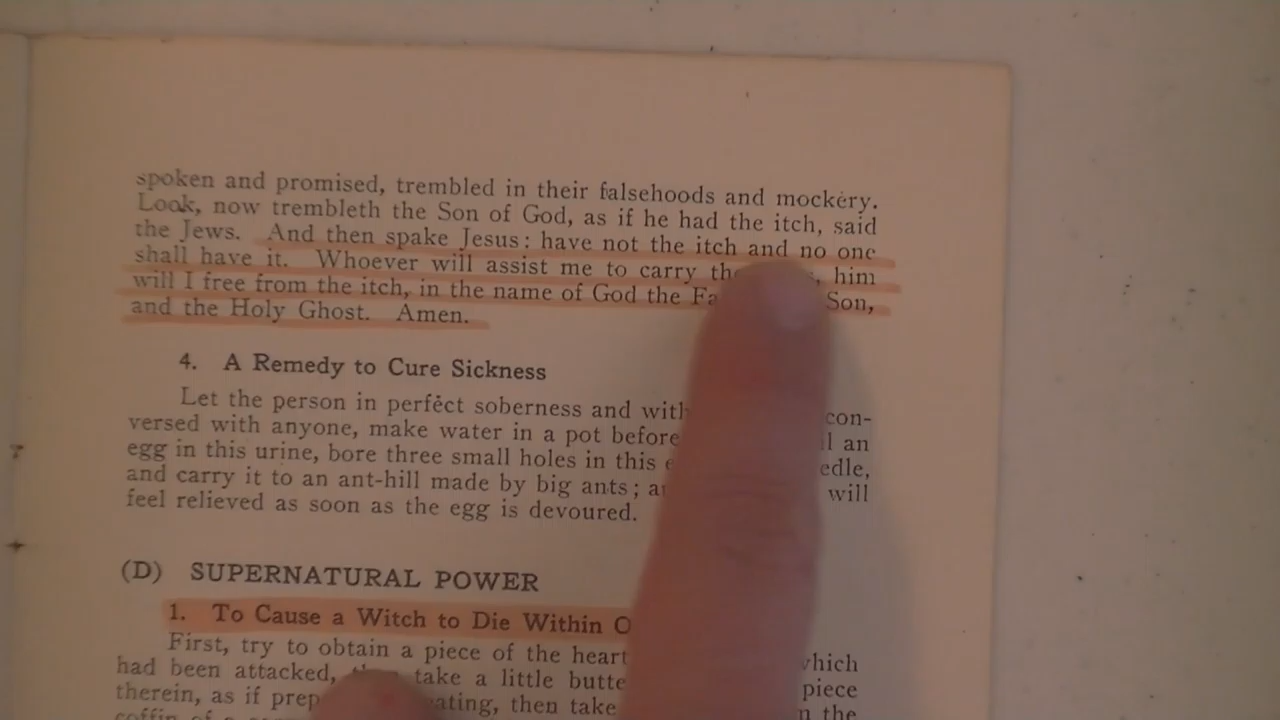 spoken and promised, trembled in their falsehoods and mockery.
Look, now trembleth the Son of God, as if he had the itch, said
the Jews. And then spake Jesus: have not the itch and no one
shall have it. Whoever will assist me to carry him
will I free from the itch, in the name of God the Son,
and the Holy Ghost. Amen.
4. A Remedy to Cure Sickness
Let the person in perfect soberness and con-
versed with anyone, make water in a pot before an
egg in this urine, bore three small holes in this
and carry it to an ant-hill made by big ants; will
feel relieved as soon as the egg is devoured.
(D) SUPERNATURAL POWER
1. To Cause a Witch to Die Within
First, try to obtain a piece of the heart which
had been attacked, take a little piece
therein, as if then take the